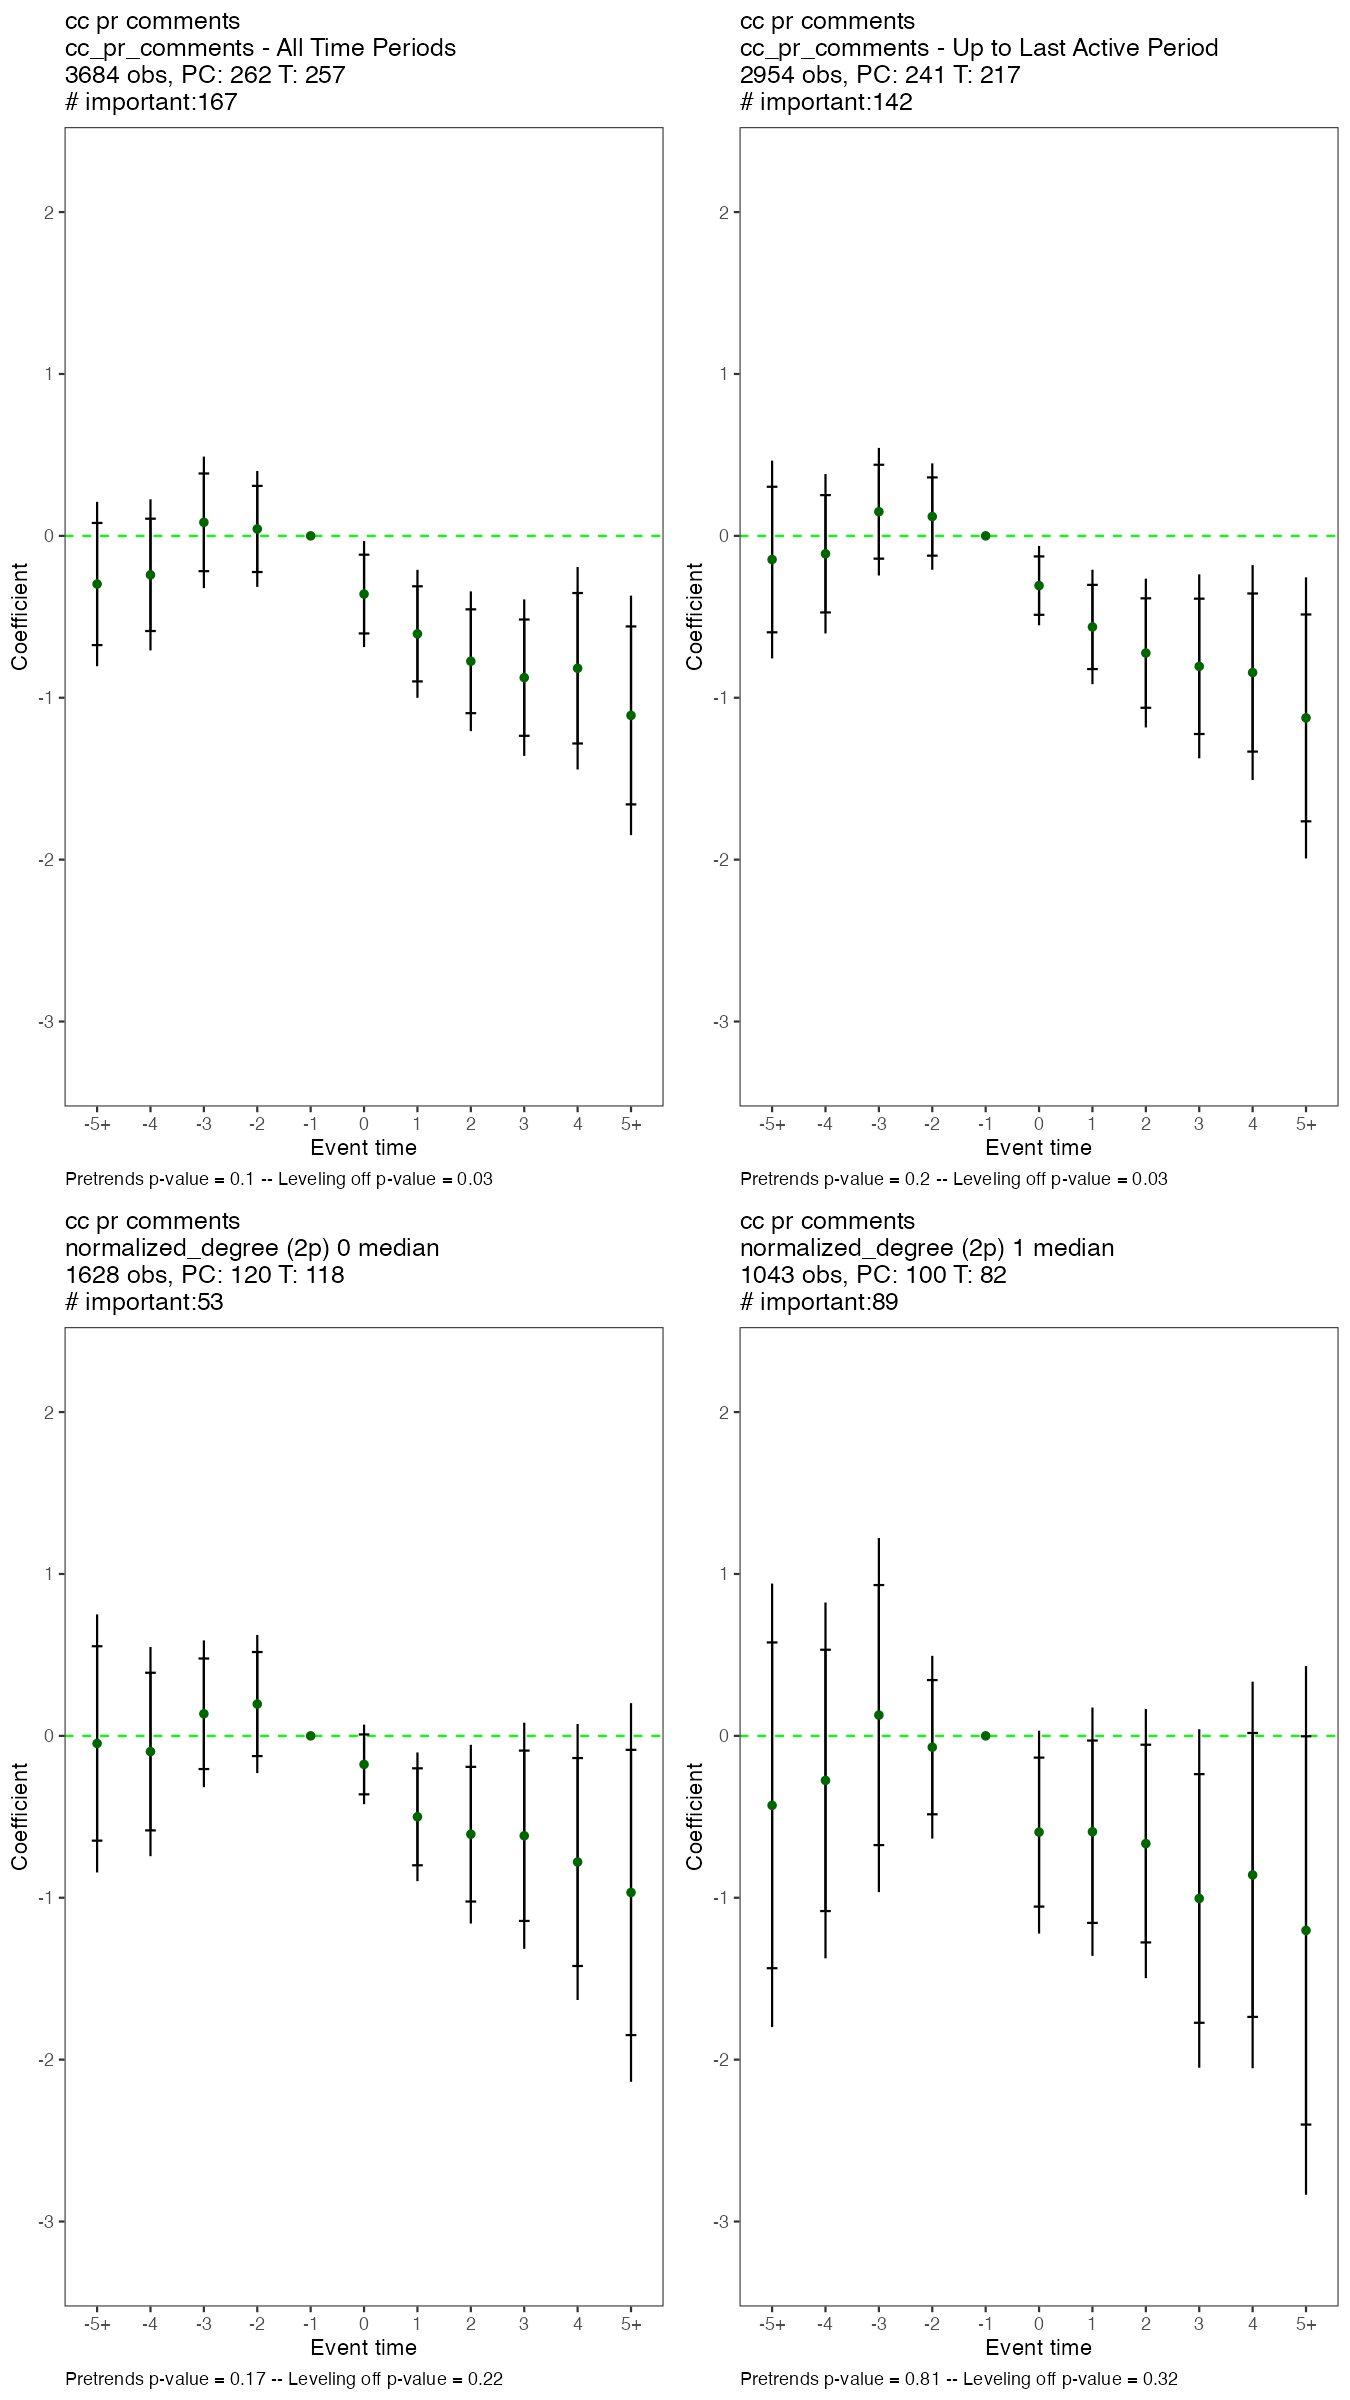 cc pr comments
cc_pr_comments - All Time Periods
3684 obs, PC: 262 T: 257
# important:167
2
1
0
-1
-2
-3
Coefficient
-5+ -4 -3 -2 -1 0 1 2 3 4 5+
Event time
Pretrends p-value = 0.1 -- Leveling off p-value = 0.03
cc pr comments
cc_pr_comments - Up to Last Active Period
2954 obs, PC: 241 T: 217
# important:142
2
1
0
-1
-2
-3
Coefficient
-5+ -4 -3 -2 -1 0 1 2 3 4 5+
Event time
Pretrends p-value = 0.2 -- Leveling off p-value = 0.03
cc pr comments
normalized_degree (2p) 0 median
1628 obs, PC: 120 T: 118
# important:53
2
1
0
-1
-2
-3
Coefficient
-5+ -4 -3 -2 -1 0 1 2 3 4 5+
Event time
Pretrends p-value = 0.17 -- Leveling off p-value = 0.22
cc pr comments
normalized_degree (2p) 1 median
1043 obs, PC: 100 T: 82
# important:89
2
1
0
-1
-2
-3
Coefficient
-5+ -4 -3 -2 -1 0 1 2 3 4 5+
Event time
Pretrends p-value = 0.81 -- Leveling off p-value = 0.32